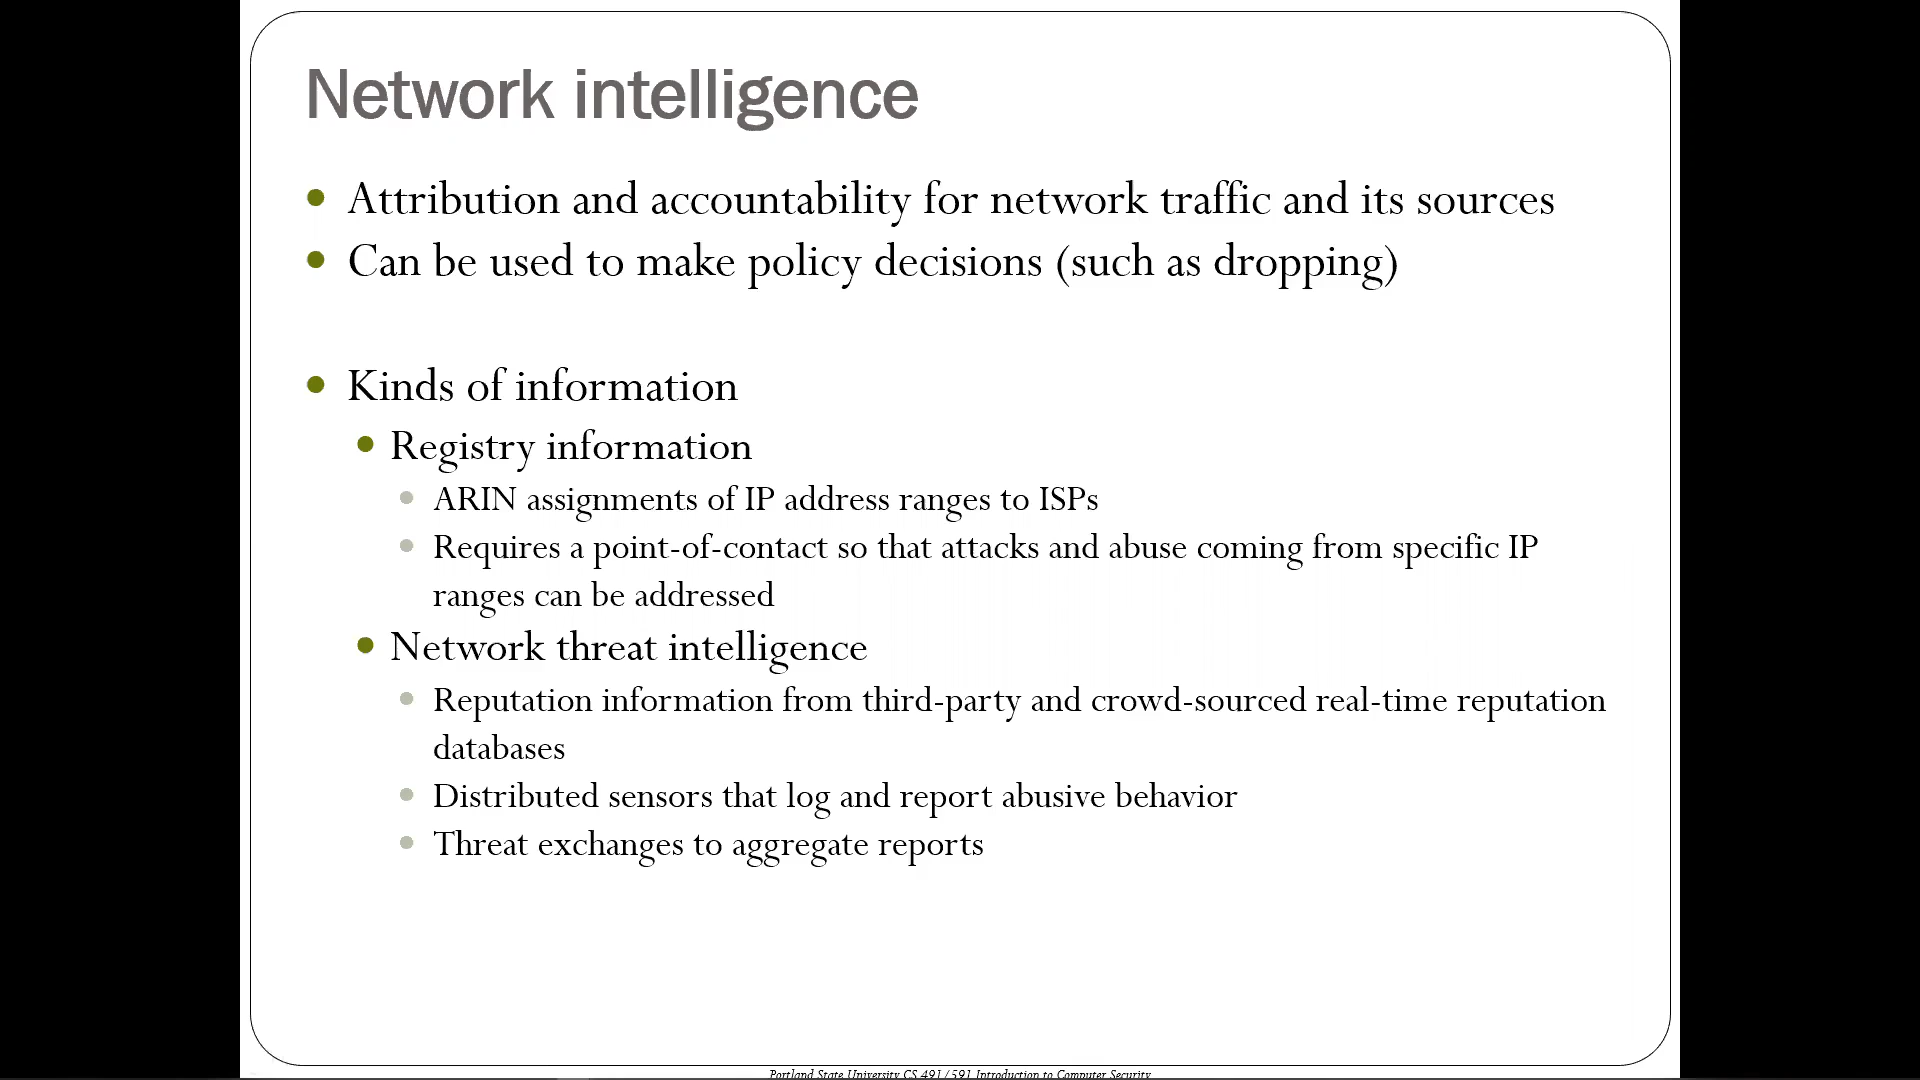 Network intelligence
Attribution and accountability for network traffic and its sources
Can be used to make policy decisions (such as dropping)
Kinds of information
Registry information
ARIN assignments of IP address ranges to ISPs
Requires a point-of-contact so that attacks and abuse coming from specific IP
ranges can be addressed
Network threat intelligence
Reputation information from third-party and crowd-sourced real-time reputation
databases
Distributed sensors that log and report abusive behavior
Threat exchanges to aggregate reports
Portland State University CS 491/591 Introduction to Computer Security